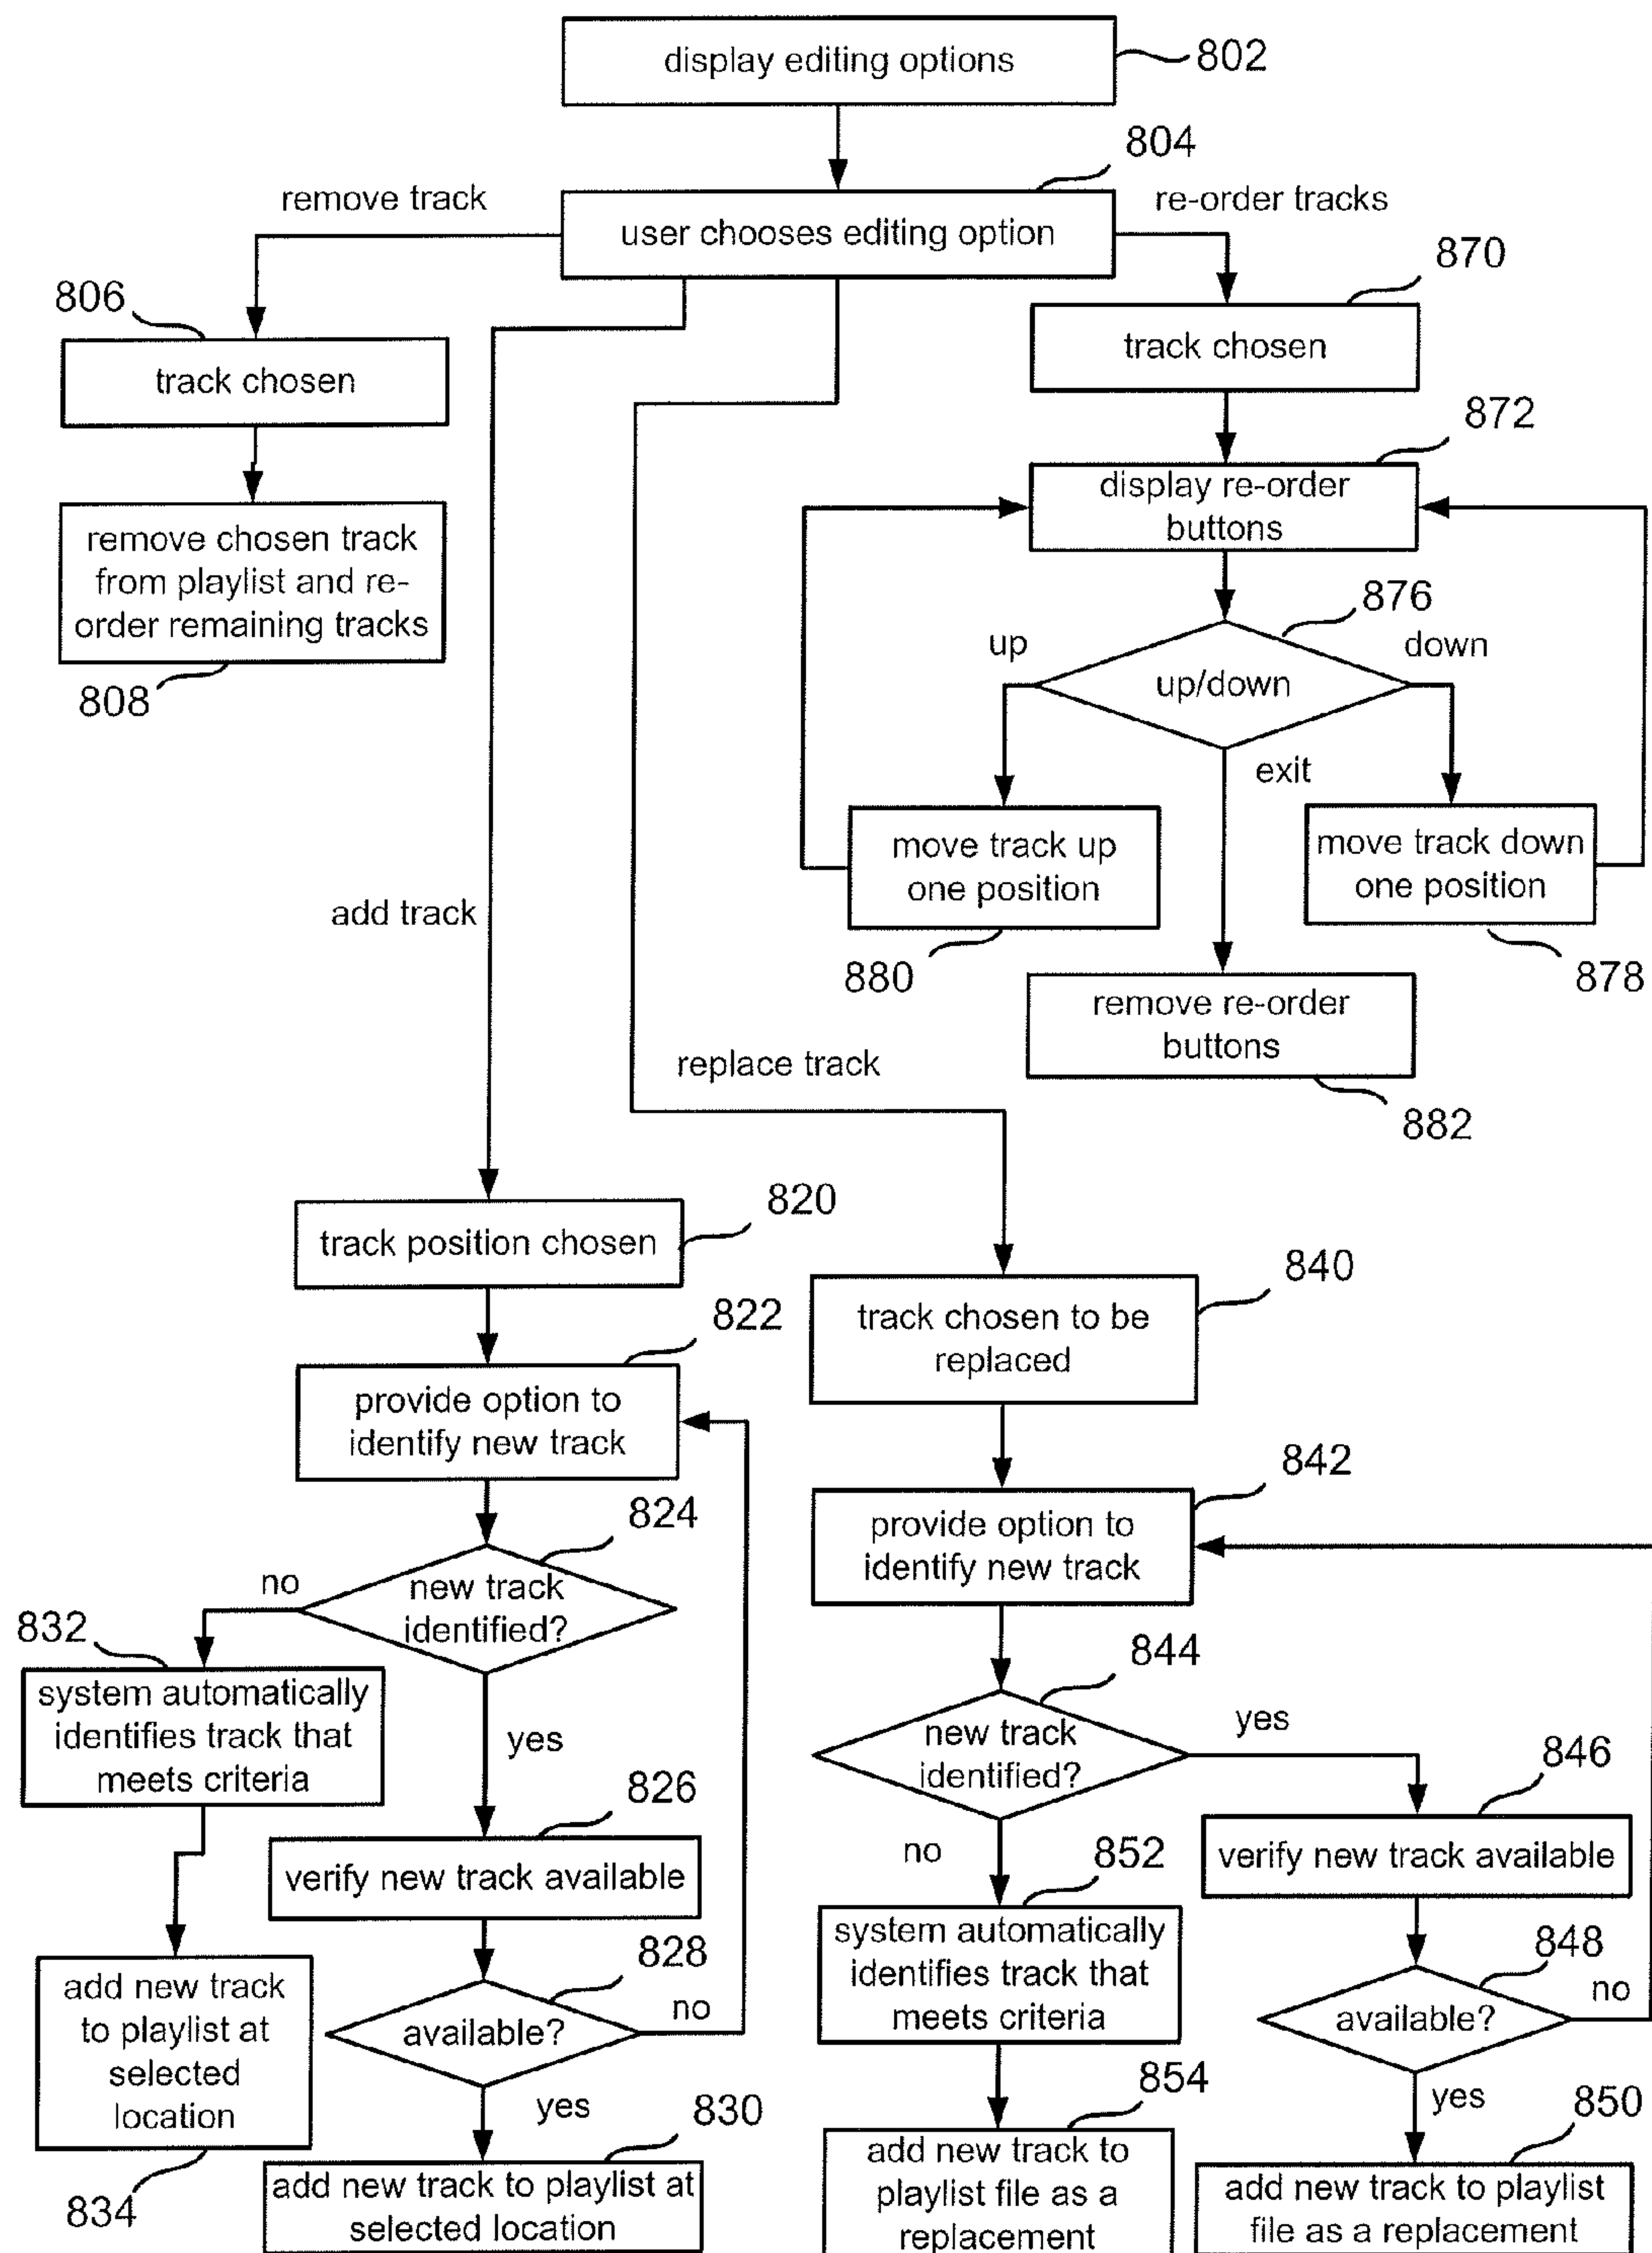 display editing options
802
804
remove track
re-order tracks
user chooses editing option
870
806
track chosen
track chosen
872
display re-order
buttons
remove chosen track
from playlist and re-
order remaining tracks
808
876
up
down
up/down
exit
move track up
one position
move track down
one position
880
878
add track
remove re-order
buttons
882
replace track
820
track position chosen
840
track chosen to be
replaced
822
provide option to
identify new track
842
provide option to
identify new track
824
no
new track
identified?
832
system automatically
identifies track that
meets criteria
yes
844
new track
identified?
yes
846
826
verify new track available
no
852
verify new track available
system automatically
identifies track that
meets criteria
828
available?
no
848
available?
no
add new track
to playlist at
selected
location
834
yes
830
add new track to playlist at
selected location
854
add new track to
playlist file as a
replacement
yes
850
add new track to playlist
file as a replacement